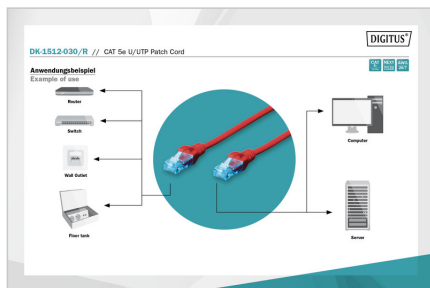 DIGITUS®
DK-1512-030/R // CAT 5e U/UTP Patch Cord
Anwendungsbeispiel
Example of use
Router
Switch
Wall Outlet
Floor tank
Computer
Server